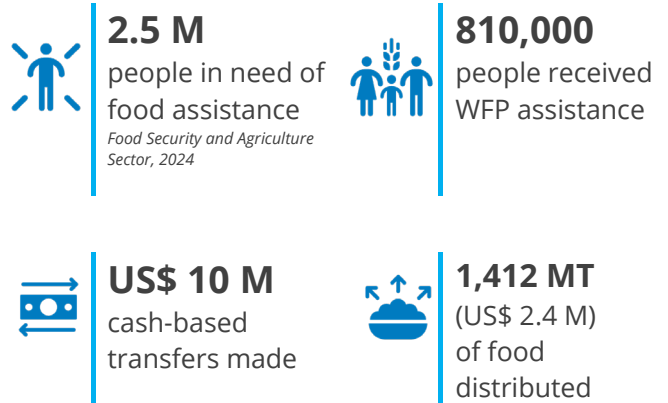 2.5 M
people in need of
food assistance
Food Security and Agriculture
Sector, 2024
810,000
people received
WFP assistance
US$ 10 M
cash-based
transfers made
1,412 MT
(US$ 2.4 M)
of food
distributed